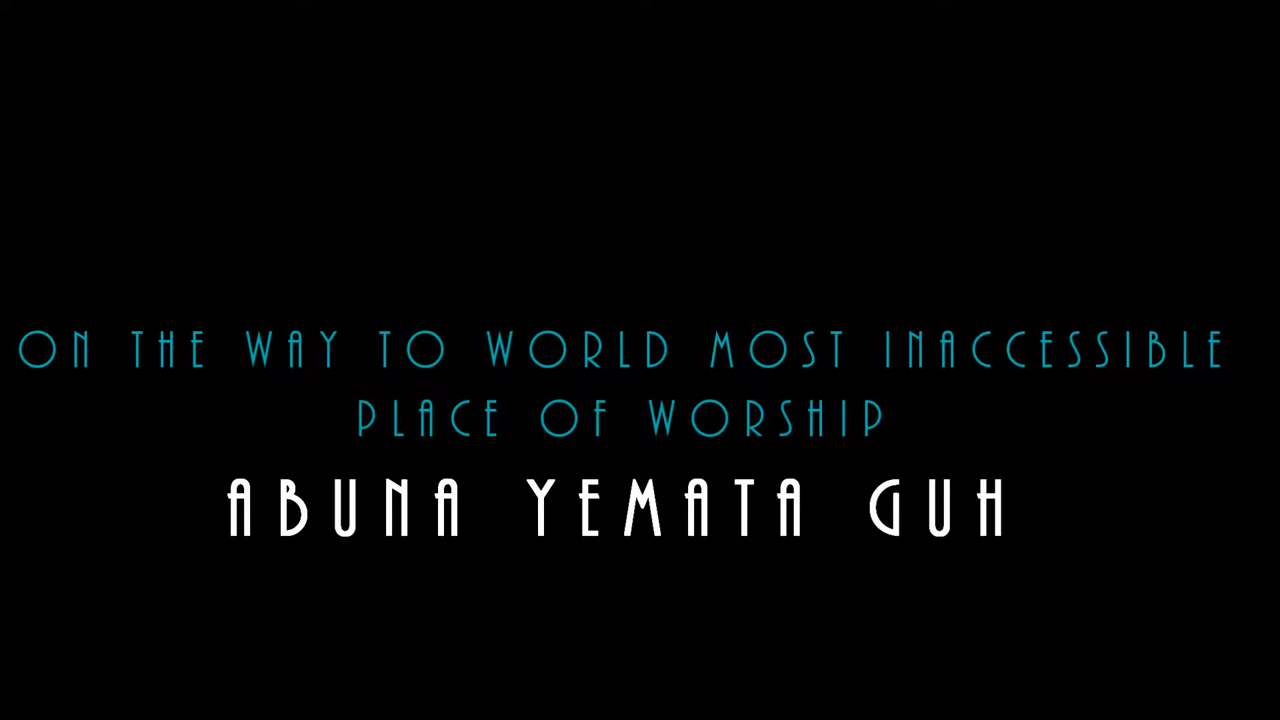 ON THE WAY TO WORLD MOST INACCESSIBLE
PLACE OF WORSHIP
ABUNA YEMATA GUH